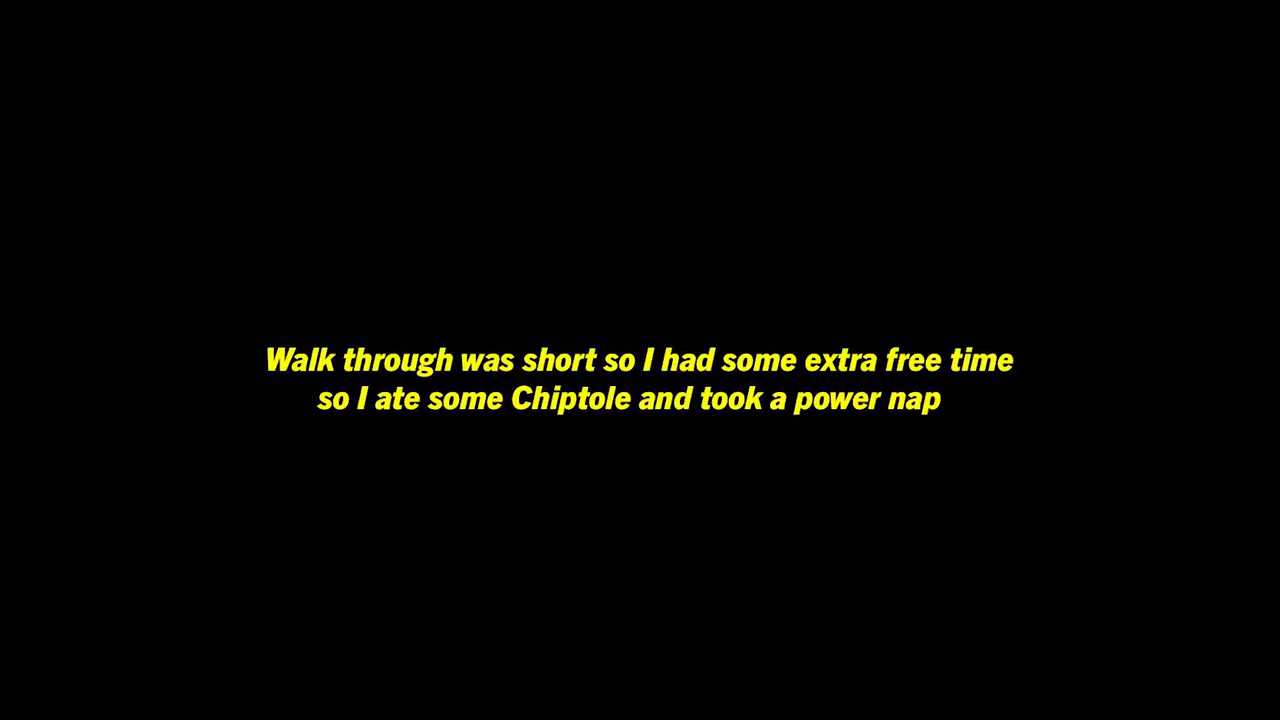 Walk through was short so I had some extra free time
so I ate some Chiptole and took a power nap